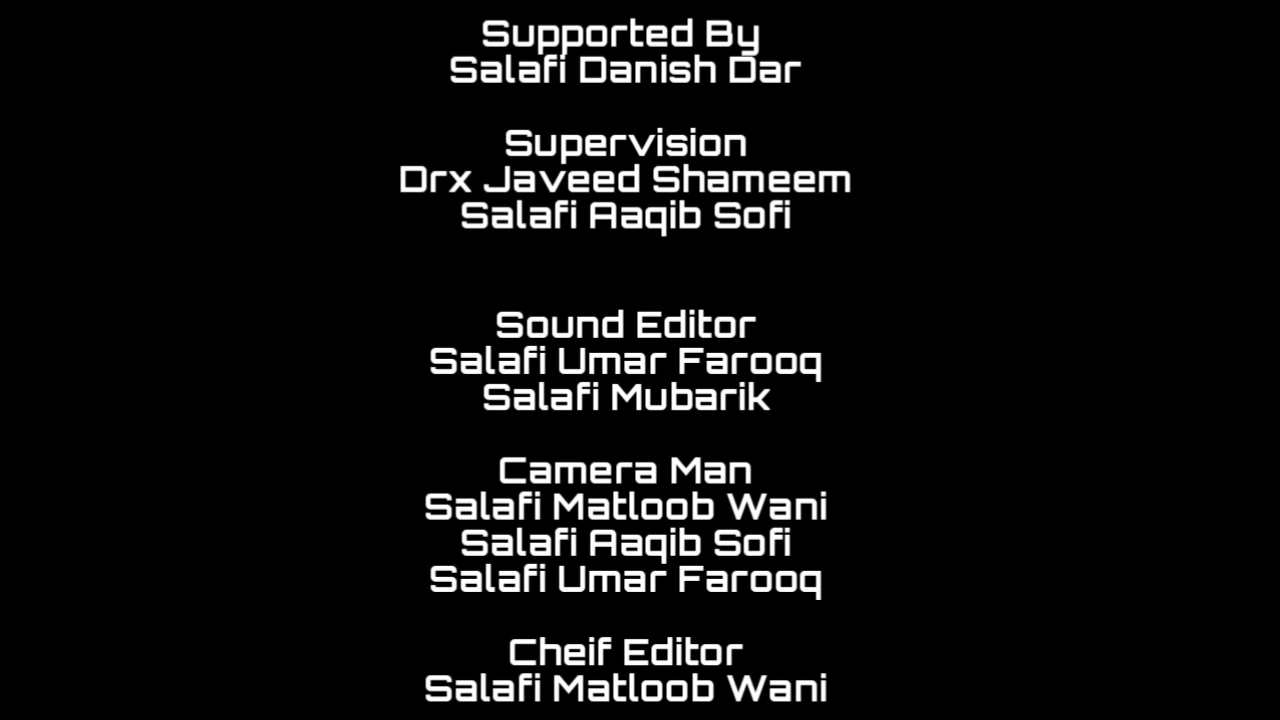 Supported By
Salafi Danish Dar
Supervision
Drx Javeed Shameem
Salafi Aaqib Sofi
Sound Editor
Salafi Umar Farooq
Salafi Mubarik
Camera Man
Salafi Matloob Wani
Salafi Aaqib Sofi
Salafi Umar Farooq
Cheif Editor
Salafi Matloob Wani